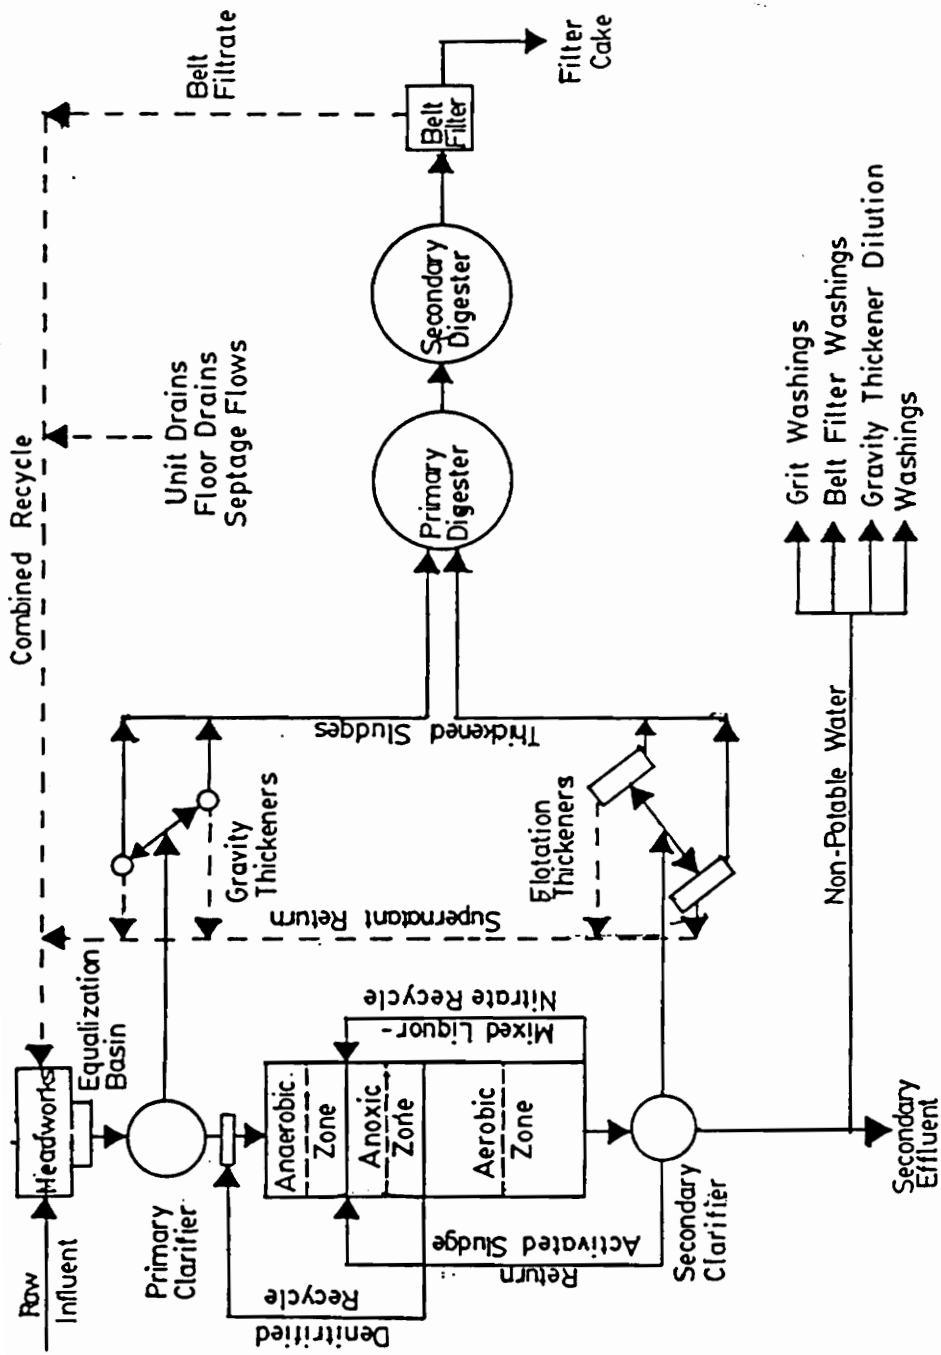 Raw
Influent
Headworks
Equalization
Basin
Combined Recycle
Belt
Filtrate
Unit Drains
Floor Drains
Septage Flows
Primary
Clarifier
Gravity
Thickeners
Supernatant Return
Thickened Sludges
Primary
Digester
Secondary
Digester
Belt
Filter
Filter
Cake
Denitrified
Recycle
Anaerobic
Zone
Anoxic
Zone
Aerobic
Zone
Mixed Liquor-
Nitrate Recycle
Return
Activated Sludge
Flotation
Thickeners
Secondary
Clarifier
Non-Potable Water
Grit Washings
Belt Filter Washings
Gravity Thickener Dilution
Washings
Secondary
Effluent